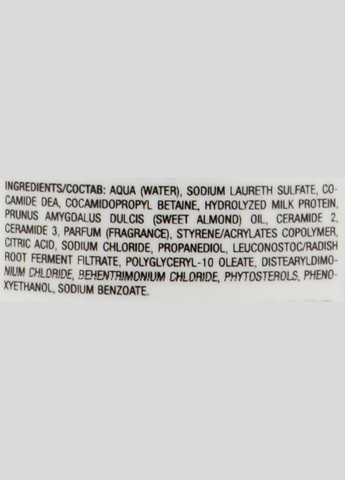 INGREDIENTS/СОСТАВ: AQUA (WATER), SODIUM LAURETH SULFATE, CO-
CAMIDE DEA, COCAMIDOPROPYL BETAINE, HYDROLYZED MILK PROTEIN,
PRUNUS AMYGDALUS DULCIS (SWEET ALMOND) OIL, CERAMIDE 2,
CERAMIDE 3, PARFUM (FRAGRANCE), STYRENE/ACRYLATES COPOLYMER,
CITRIC ACID, SODIUM CHLORIDE, PROPANEDIOL, LEUCONOSTOC/RADISH
ROOT FERMENT FILTRATE, POLYGLYCERYL-10 OLEATE, DISTEARYLDIMO-
NIUM CHLORIDE, BEHENTRIMONIUM CHLORIDE, PHYTOSTEROLS, PHENO-
XYETHANOL, SODIUM BENZOATE.